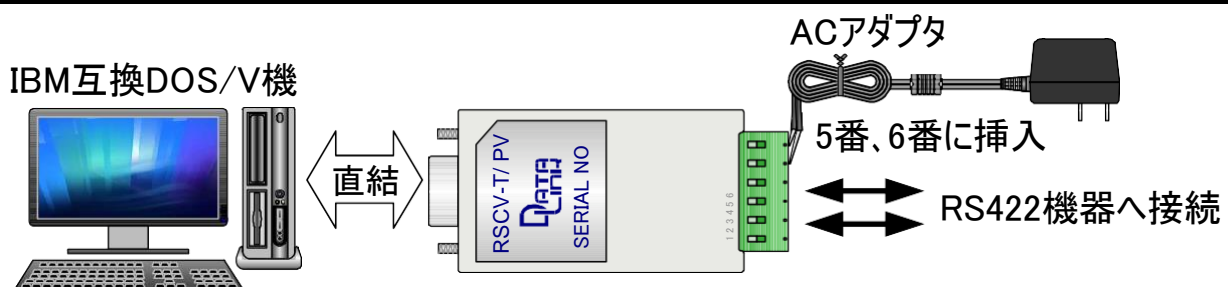 ACアダプタ
IBM互換DOS/V機
5番、6番に挿入
直結
RSCV-T/PV
DATA LINK
SERIAL NO
1 2 3 4 5 6
RS422機器へ接続